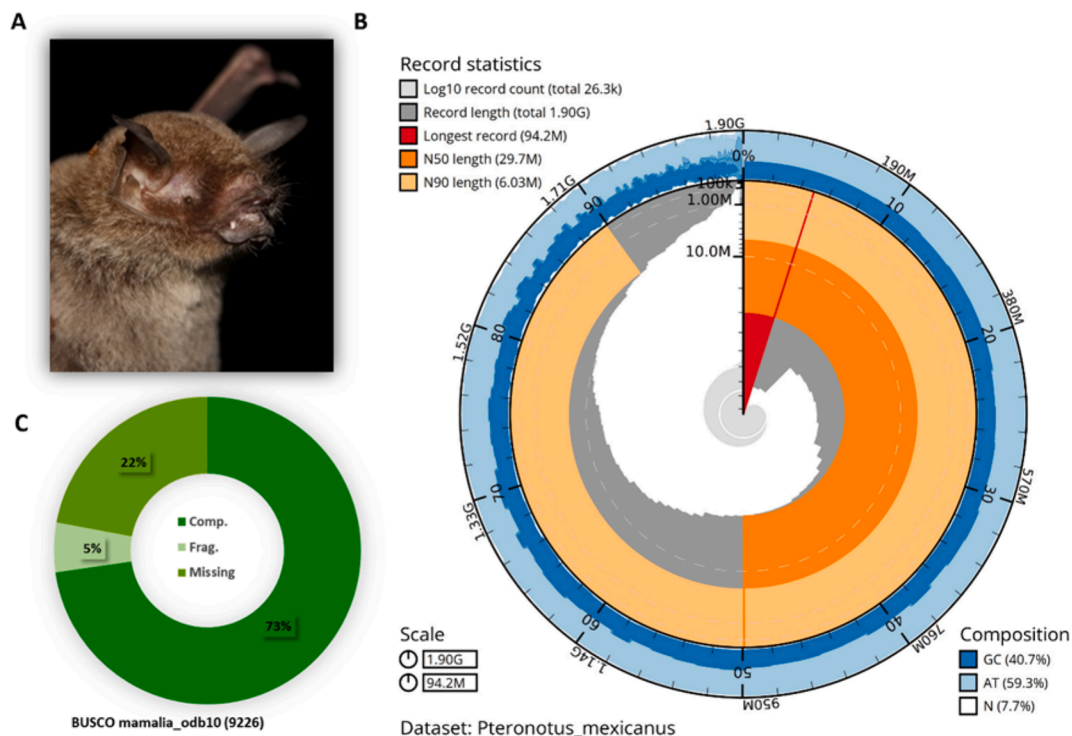 A
B
Record statistics
Log10 record count (total 26.3k)
Record length (total 1.90G)
Longest record (94.2M)
N50 length (29.7M)
N90 length (6.03M)
1.90G
0%
100k
1.00M
10.0M
190M
10
380M
20
570M
30
760M
40
950M
50
1.14G
60
1.33G
70
1.52G
80
1.71G
90
C
22%
5%
73%
Comp.
Frag.
Missing
BUSCO mamalia_odb10 (9226)
Scale
1.90G
94.2M
Dataset: Pteronotus_mexicanus
Composition
GC (40.7%)
AT (59.3%)
N (7.7%)